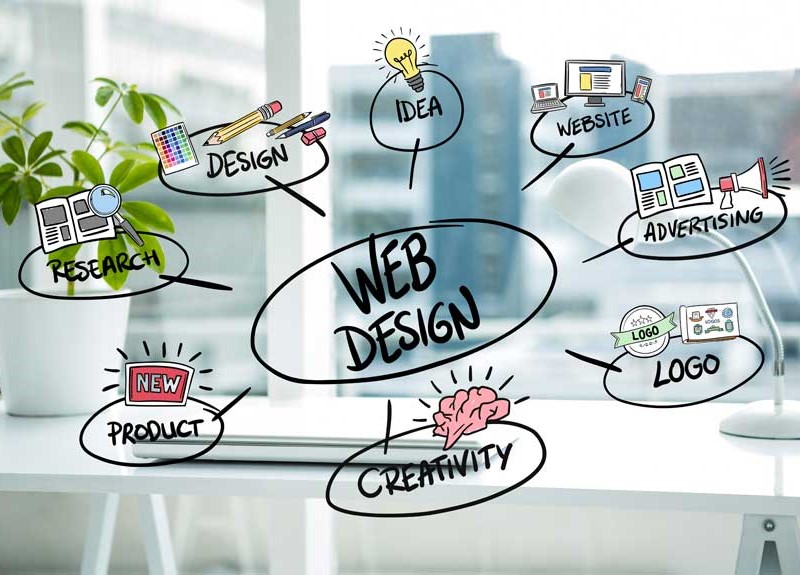 IDEA
WEBSITE
DESIGN
ADVERTISING
RESEARCH
WEB
DESIGN
LOGO
LOGO
NEW
PRODUCT
CREATIVITY